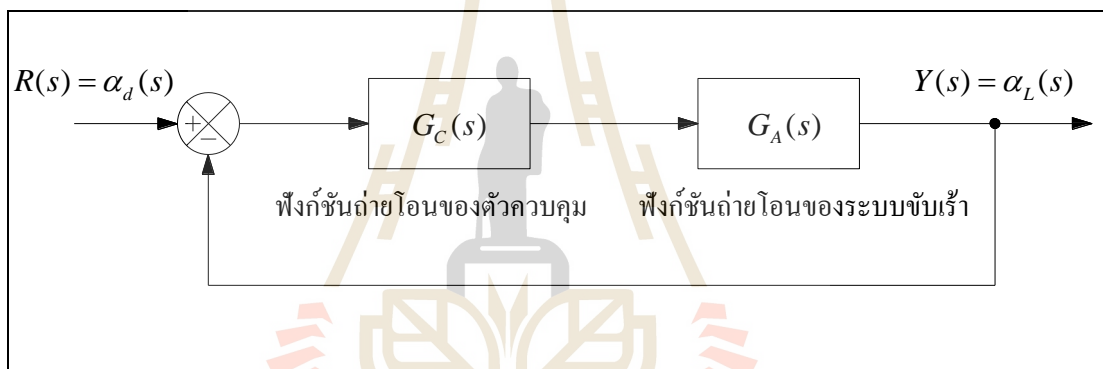 R(s) = α_d(s)
Y(s) = α_L(s)
+
−
G_C(s)
G_A(s)
ฟังก์ชันถ่ายโอนของตัวควบคุม
ฟังก์ชันถ่ายโอนของระบบขับเร้า